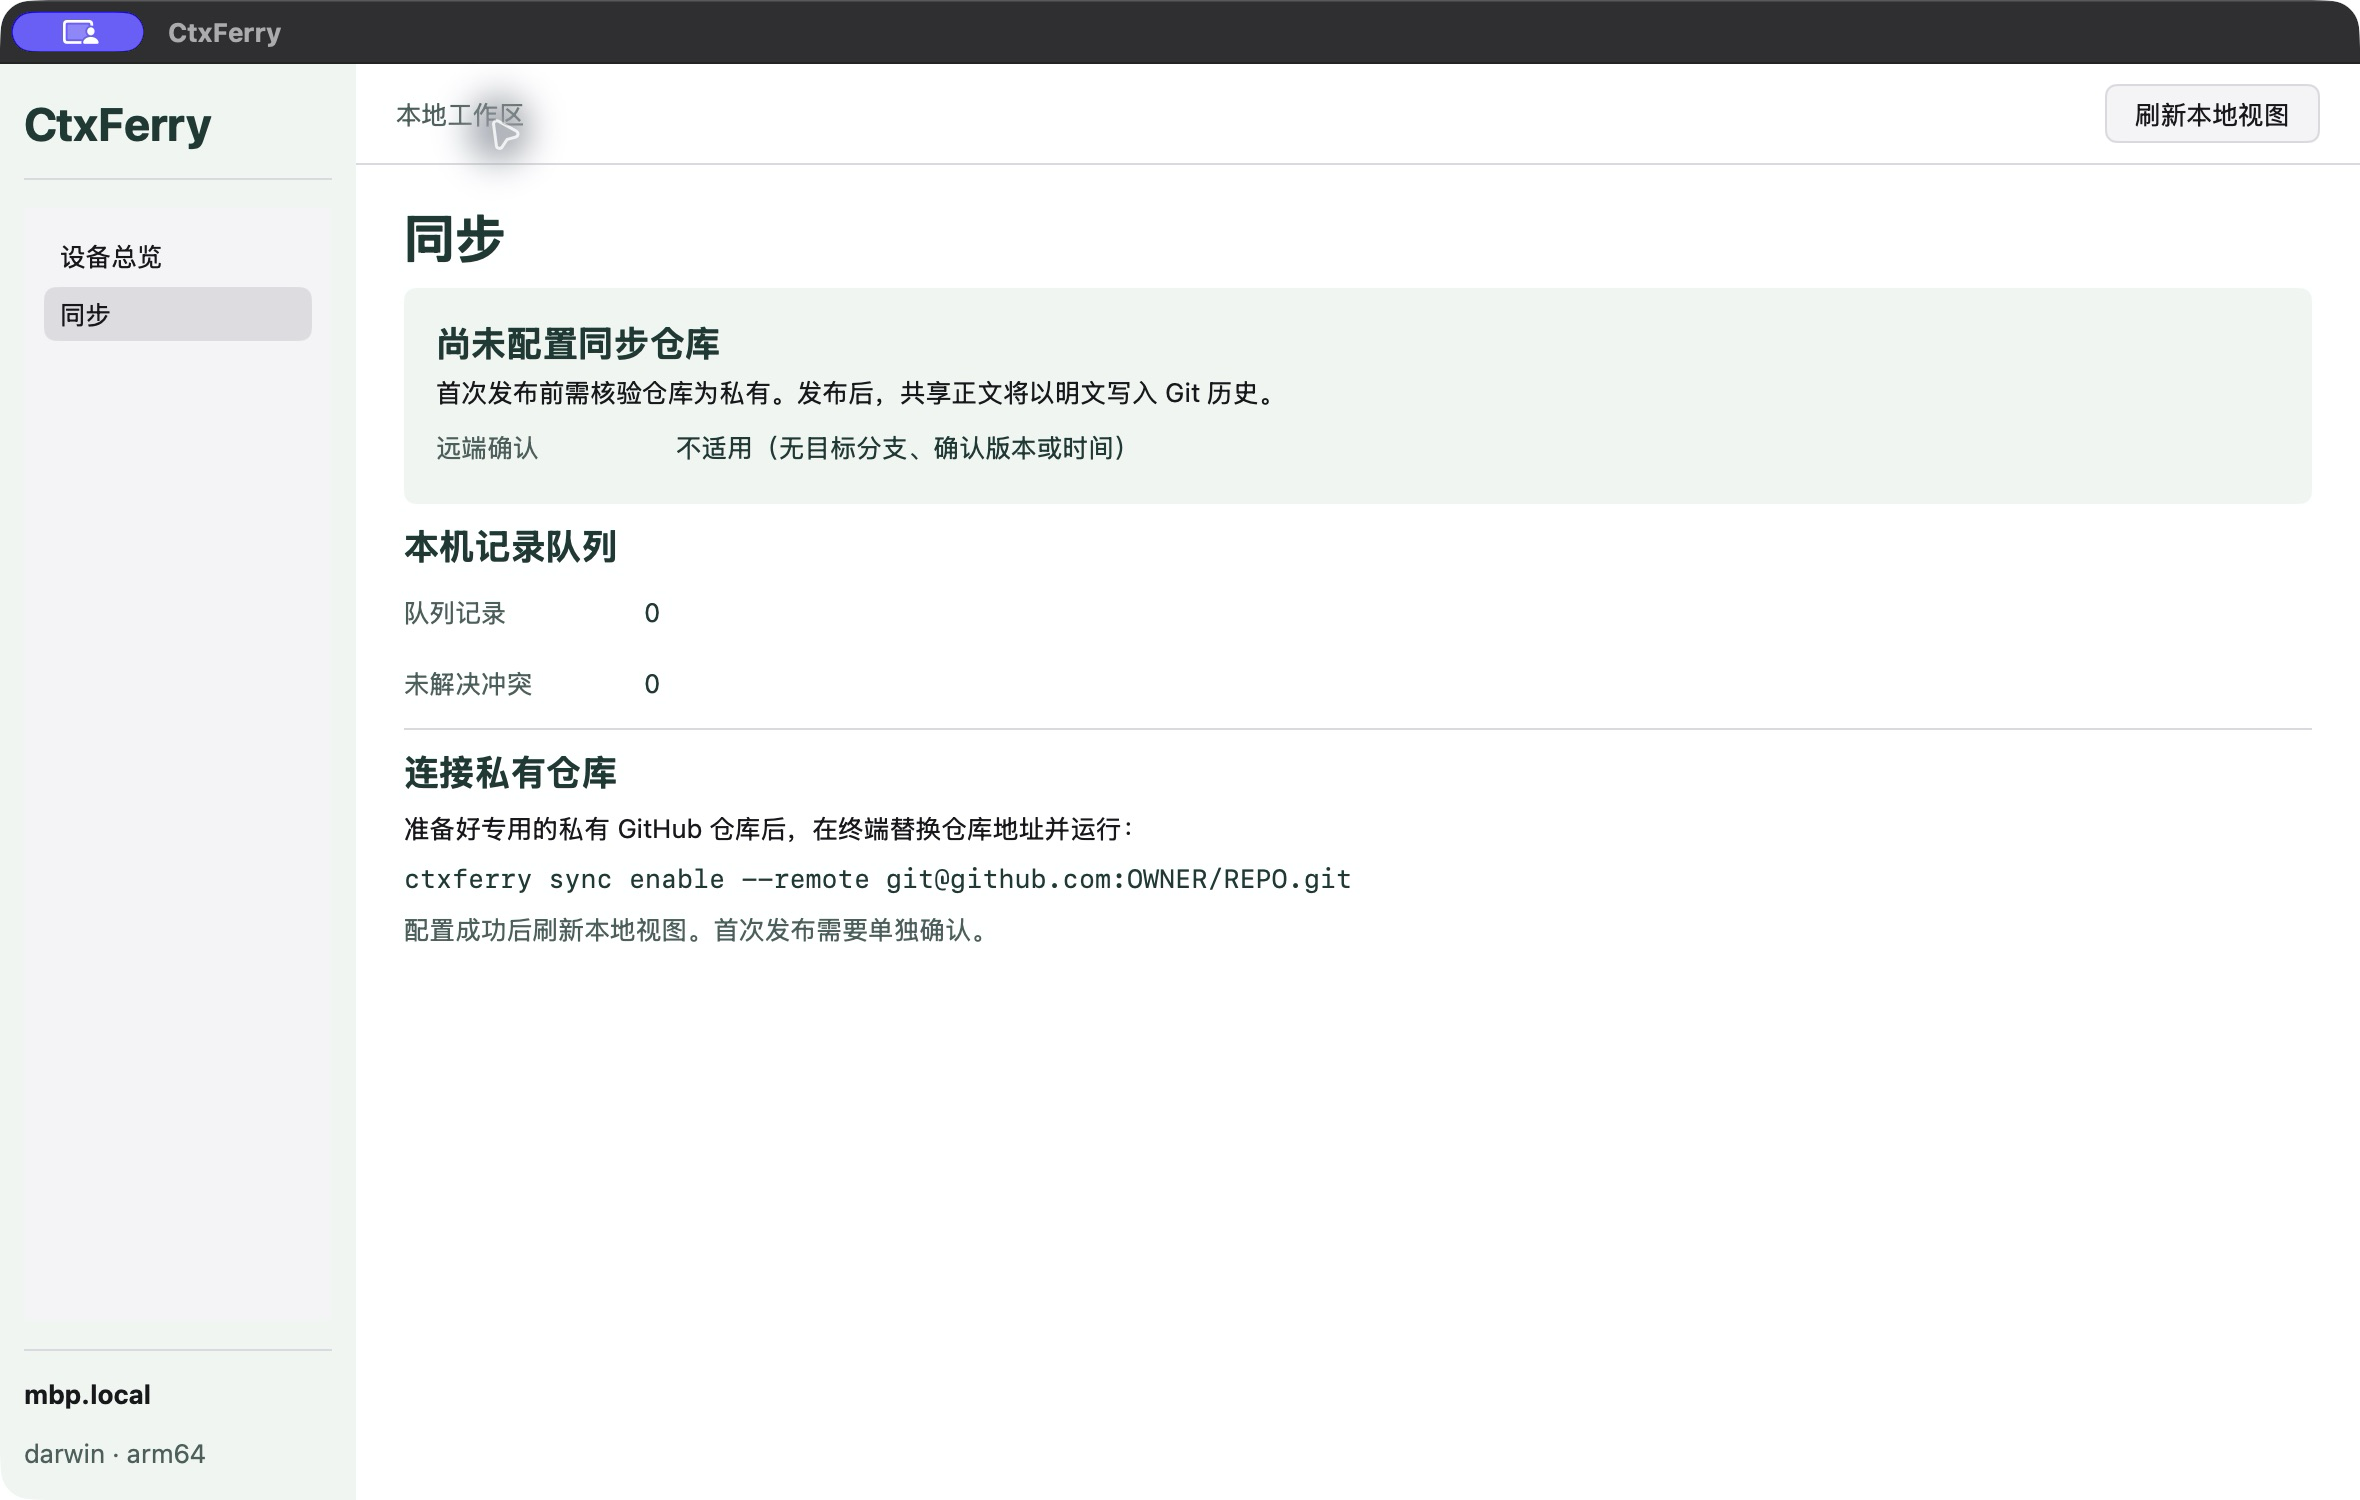 CtxFerry
CtxFerry
设备总览
同步
mbp.local
darwin · arm64
本地工作区
刷新本地视图
同步
尚未配置同步仓库
首次发布前需核验仓库为私有。发布后，共享正文将以明文写入 Git 历史。
远端确认 不适用（无目标分支、确认版本或时间）
本机记录队列
队列记录 0
未解决冲突 0
连接私有仓库
准备好专用的私有 GitHub 仓库后，在终端替换仓库地址并运行：
ctxferry sync enable --remote git@github.com:OWNER/REPO.git
配置成功后刷新本地视图。首次发布需要单独确认。